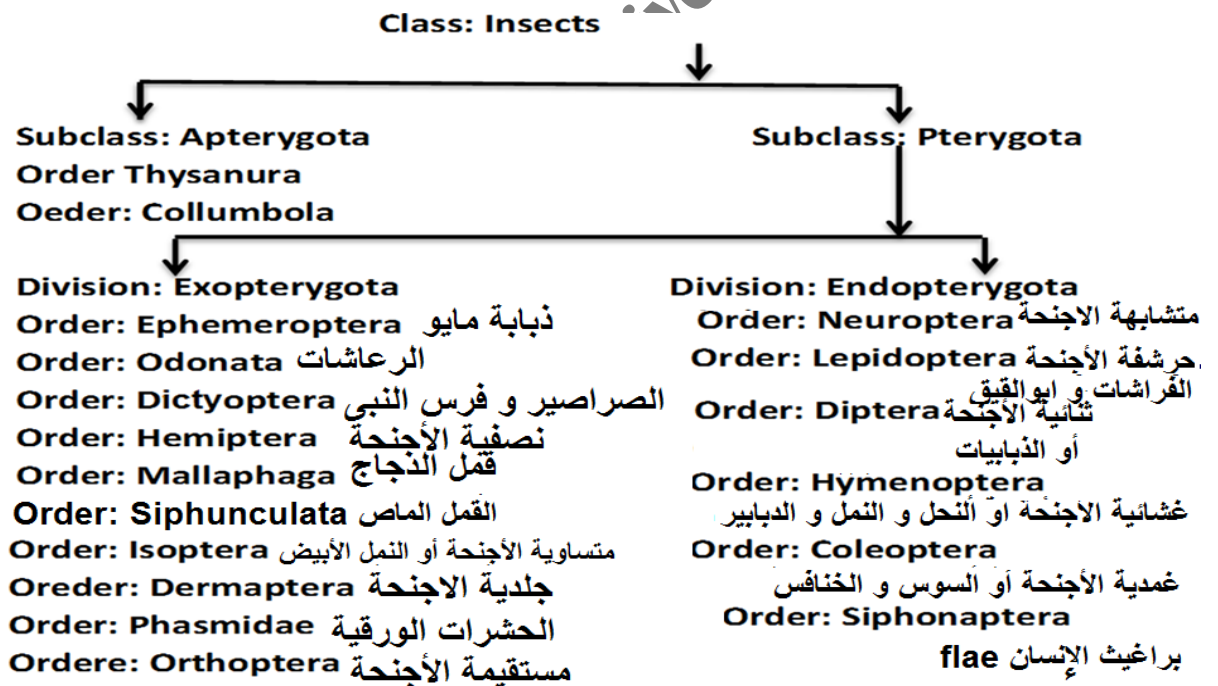 Class: Insects
Subclass: Apterygota
Order Thysanura
Oeder: Collumbola
Subclass: Pterygota
Division: Exopterygota
Order: Ephemeroptera ذبابة مايو
Order: Odonata الرعاشات
Order: Dictyoptera الصراصير و فرس النبى
Order: Hemiptera نصفية الأجنحة
Order: Mallaphaga قمل الدجاج
Order: Siphunculata القمل الماص
Order: Isoptera متساوية الأجنحة أو النمل الأبيض
Oreder: Dermaptera جلدية الاجنحة
Order: Phasmidae الحشرات الورقية
Ordere: Orthoptera مستقيمة الأجنحة
Division: Endopterygota
Order: Neuroptera متشابهة الاجنحة
Order: Lepidoptera حرشفة الأجنحة.
الفراشات و ابوالقيق
Order: Diptera ثنائية الأجنحة
أو الذبابيات
Order: Hymenoptera
غشائية الاجنحة او ألنحل و النمل و الدبابير
Order: Coleoptera
غمدية الأجنحة أو ألسوس و الخنافس
Order: Siphonaptera
براغيث الإنسان flae